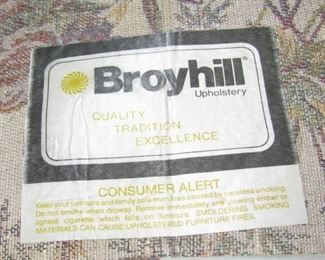 Broyhill®
Upholstery
QUALITY
TRADITION
EXCELLENCE
CONSUMER ALERT
Keep your furniture and family safe from fires caused by careless smoking.
Do not smoke when drowsy. Remove immediately any glowing ember or
lighted cigarette which falls on furniture. SMOLDERING SMOKING
MATERIALS CAN CAUSE UPHOLSTERED FURNITURE FIRES.